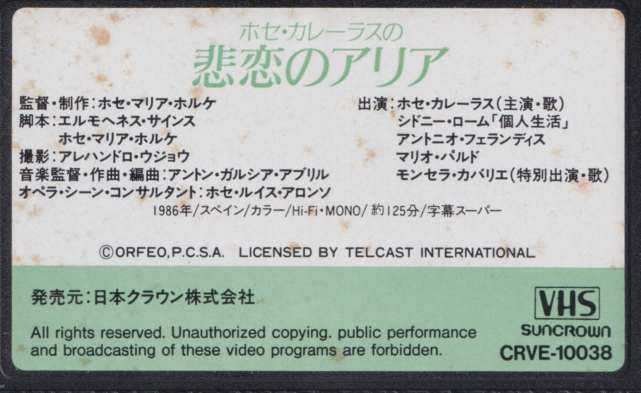 ホセ・カレーラスの
悲恋のアリア
監督・制作：ホセ・マリア・ホルケ
脚本：エルモヘネス・サインス
ホセ・マリア・ホルケ
撮影：アレハンドロ・ウジョウ
音楽監督・作曲・編曲：アントン・ガルシア・アブリル
オペラ・シーン・コンサルタント：ホセ・ルイス・アロンソ
出演：ホセ・カレーラス（主演・歌）
シドニー・ローム「個人生活」
アントニオ・フェランディス
マリオ・パルド
モンセラ・カバリエ（特別出演・歌）
1986年/スペイン/カラー/Hi-Fi・MONO/約125分/字幕スーパー
©ORFEO,P.C.S.A. LICENSED BY TELCAST INTERNATIONAL
発売元：日本クラウン株式会社
All rights reserved. Unauthorized copying. public performance
and broadcasting of these video programs are forbidden.
VHS
SUNCROWN
CRVE-10038